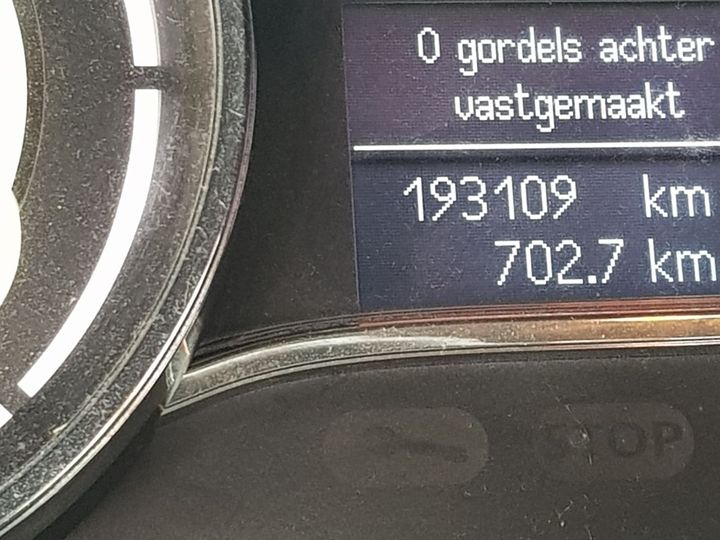 0 gordels achter
vastgemaakt
193109 km
702.7 km
STOP